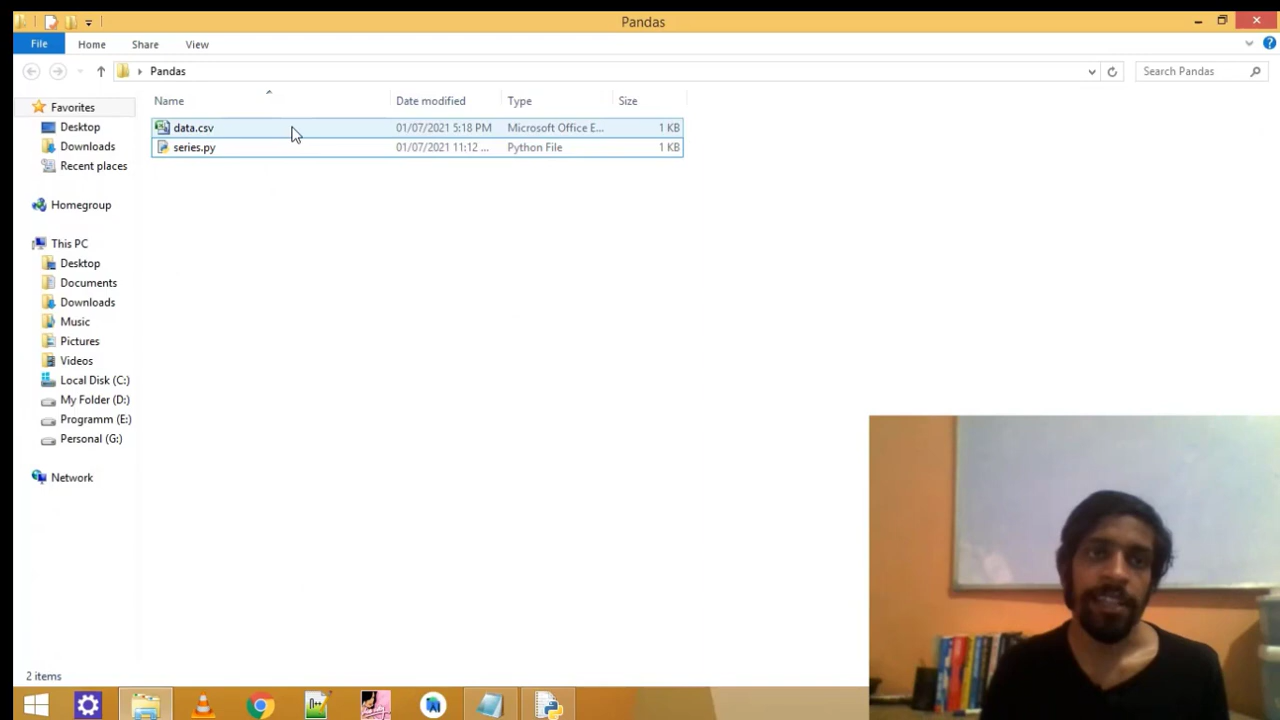 Pandas
File Home Share View
Pandas Search Pandas
Name Date modified Type Size
data.csv 01/07/2021 5:18 PM Microsoft Office E... 1 KB
series.py 01/07/2021 11:12 ... Python File 1 KB
Favorites
Desktop
Downloads
Recent places
Homegroup
This PC
Desktop
Documents
Downloads
Music
Pictures
Videos
Local Disk (C:)
My Folder (D:)
Programm (E:)
Personal (G:)
Network
2 items